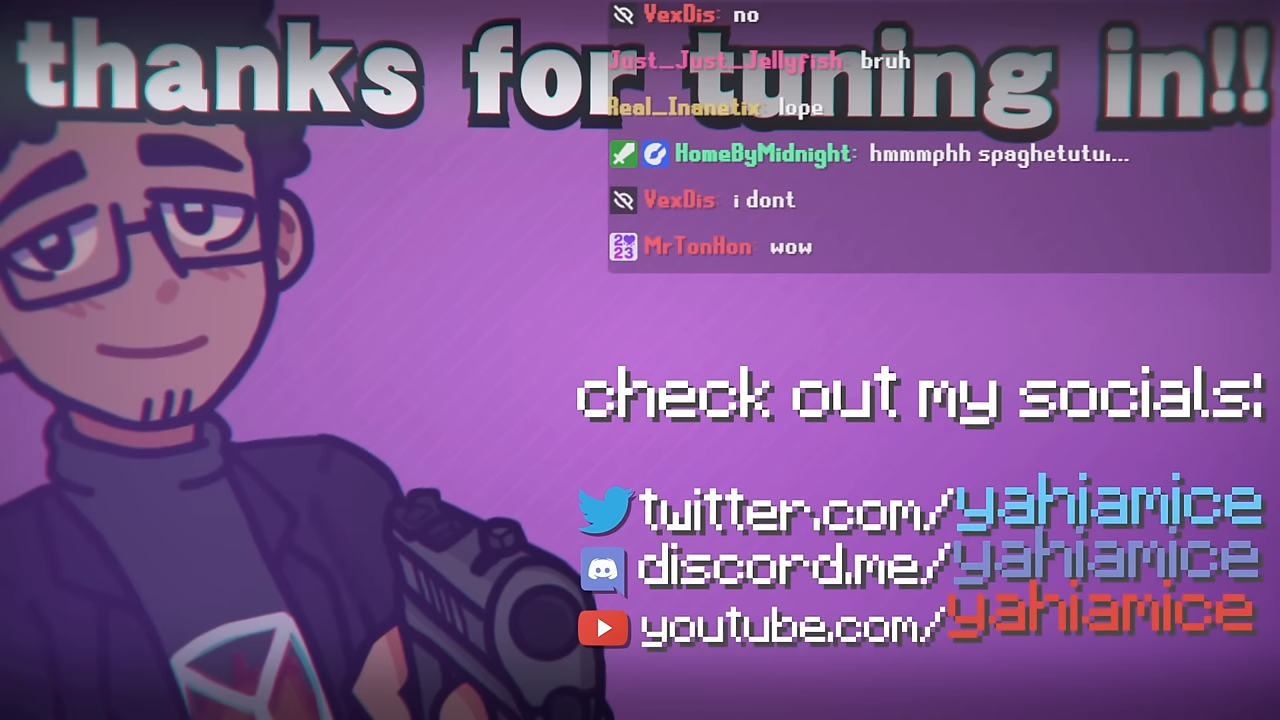 VexDis: no
thanks for tuning in!!
Just_Just_Jellyfish: bruh
Real_Inanetix: lope
HomeByMidnight: hmmmphh spaghetutu...
VexDis: i dont
2023 MrTonHon: wow
check out my socials:
twitter.com/yahiamice
discord.me/yahiamice
youtube.com/yahiamice